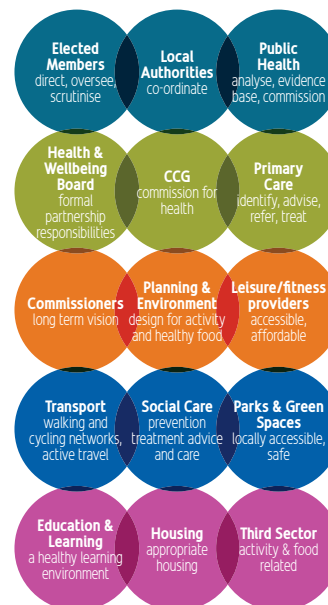 Elected
Members
direct, oversee,
scrutinise
Local
Authorities
co-ordinate
Public
Health
analyse, evidence
base, commission
Health &
Wellbeing
Board
formal
partnership
responsibilities
CCG
commission for
health
Primary
Care
identify, advise,
refer, treat
Commissioners
long term vision
Planning &
Environment
design for activity
and healthy food
Leisure/fitness
providers
accessible,
affordable
Transport
walking and
cycling networks,
active travel
Social Care
prevention
treatment advice
and care
Parks & Green
Spaces
locally accessible,
safe
Education &
Learning
a healthy learning
environment
Housing
appropriate
housing
Third Sector
activity & food
related